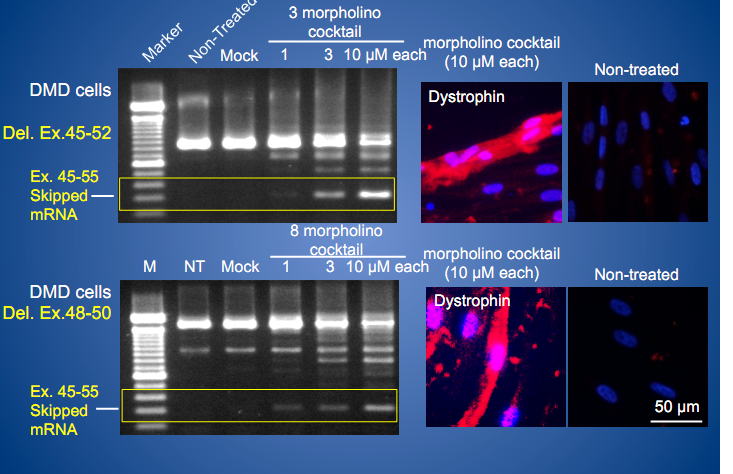 3 morpholino
cocktail
Marker
Non-Treated
Mock
1
3
10 µM each
morpholino cocktail
(10 µM each)
Non-treated
DMD cells
Del. Ex.45-52
Dystrophin
Ex. 45-55
Skipped
mRNA
8 morpholino
cocktail
M
NT
Mock
1
3
10 µM each
morpholino cocktail
(10 µM each)
Non-treated
DMD cells
Del. Ex.48-50
Dystrophin
Ex. 45-55
Skipped
mRNA
50 µm